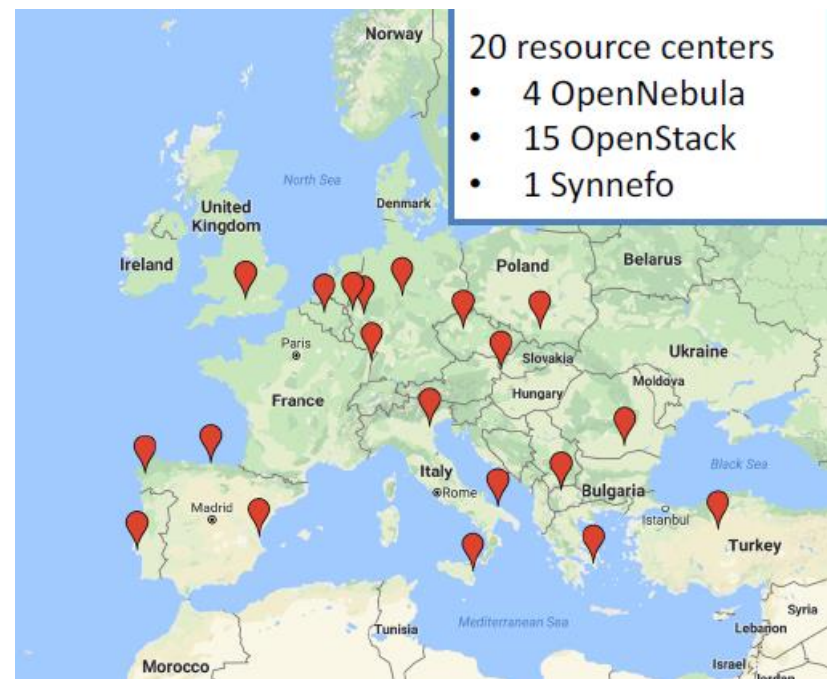 20 resource centers
• 4 OpenNebula
• 15 OpenStack
• 1 Synnefo
Norway
North Sea
Denmark
United
Kingdom
Ireland
Poland
Belarus
Paris
Slovakia
Ukraine
Moldova
Hungary
France
Italy
Rome
Black Sea
Bulgaria
Madrid
Istanbul
Turkey
Mediterranean Sea
Syria
Lebanon
Tunisia
Israel
Morocco
Jordan